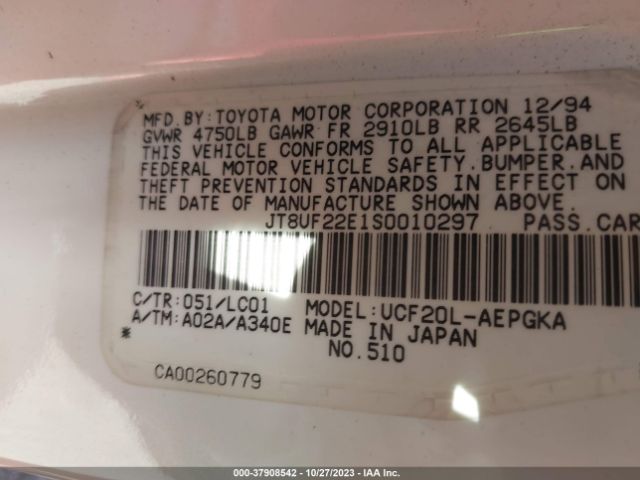 MFD.BY:TOYOTA MOTOR CORPORATION 12/94
GVWR 4750LB GAWR FR 2910LB RR 2645LB
THIS VEHICLE CONFORMS TO ALL APPLICABLE
FEDERAL MOTOR VEHICLE SAFETY.BUMPER.AND
THEFT PREVENTION STANDARDS IN EFFECT ON
THE DATE OF MANUFACTURE SHOWN ABOVE.
JT8UF22E1S0010297 PASS.CAR
C/TR:051/LC01 MODEL:UCF20L-AEPGKA
A/TM:A02A/A340E MADE IN JAPAN
NO.510
CA00260779
000-37908542 - 10/27/2023 - IAA Inc.